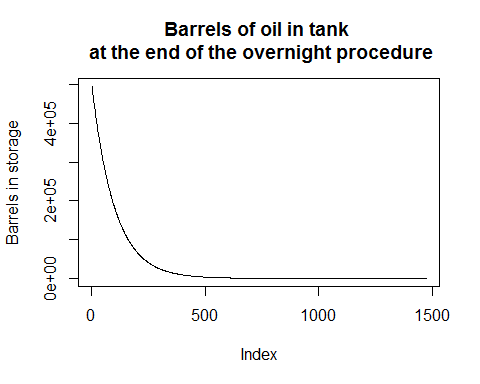 Barrels of oil in tank
at the end of the overnight procedure
Barrels in storage
4e+05
2e+05
0e+00
0 500 1000 1500
Index